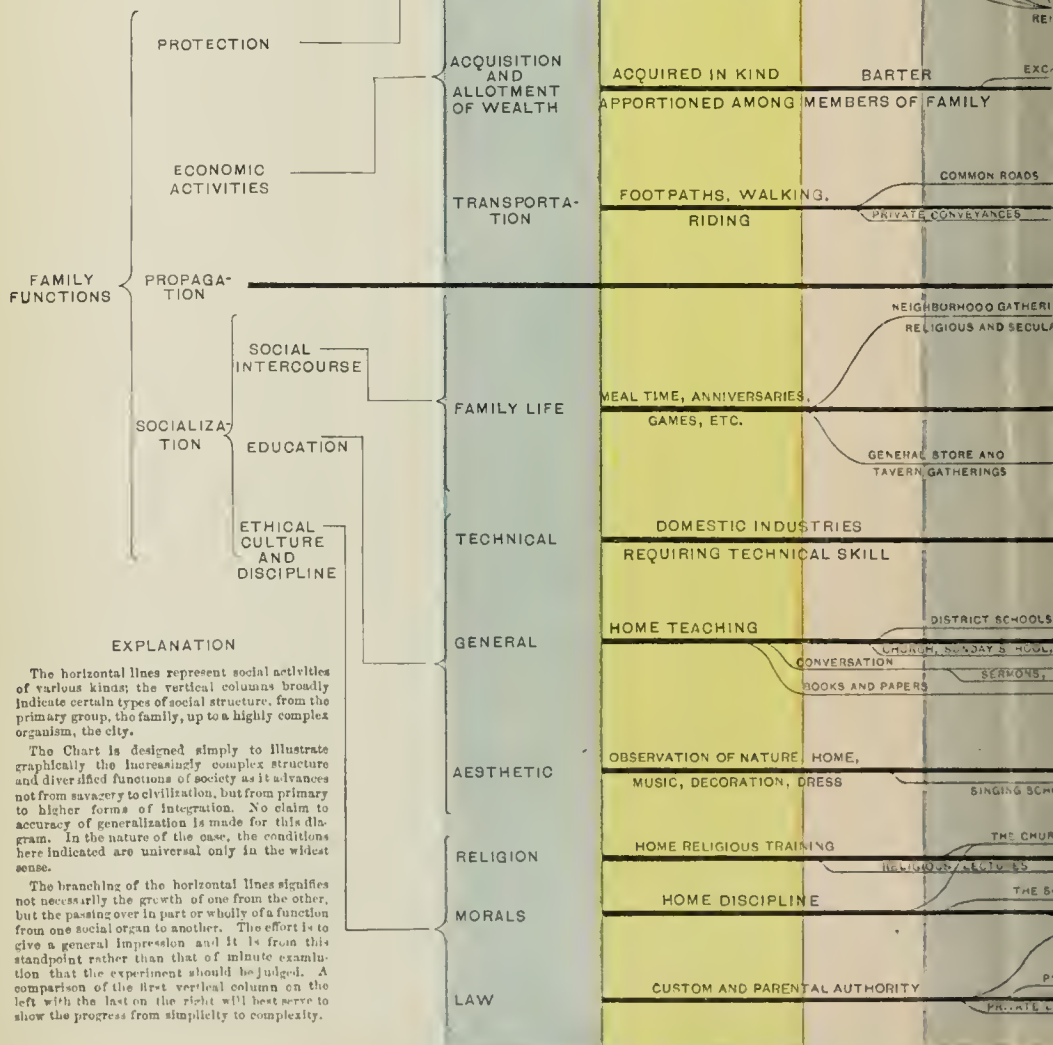 PROTECTION
ECONOMIC
ACTIVITIES
FAMILY
FUNCTIONS
PROPAGA-
TION
SOCIALIZA-
TION
SOCIAL
INTERCOURSE
EDUCATION
ETHICAL
CULTURE
AND
DISCIPLINE
EXPLANATION
The horizontal lines represent social activities
of various kinds; the vertical columns broadly
indicate certain types of social structure, from the
primary group, the family, up to a highly complex
organism, the city.
The Chart is designed simply to illustrate
graphically the increasingly complex structure
and diversified functions of society as it advances
not from savagery to civilization, but from primary
to higher forms of integration. No claim to
accuracy of generalization is made for this dia-
gram. In the nature of the case, the conditions
here indicated are universal only in the widest
sense.
The branching of the horizontal lines signifies
not necessarily the growth of one from the other,
but the passing over in part or wholly of a function
from one social organ to another. The effort is to
give a general impression and it is from this
standpoint rather than that of minute examina-
tion that the experiment should be judged. A
comparison of the first vertical column on the
left with the last on the right will best serve to
show the progress from simplicity to complexity.
ACQUISITION
AND
ALLOTMENT
OF WEALTH
TRANSPORTA-
TION
FAMILY LIFE
TECHNICAL
GENERAL
AESTHETIC
RELIGION
MORALS
LAW
ACQUIRED IN KIND BARTER
APPORTIONED AMONG MEMBERS OF FAMILY
COMMON ROADS
FOOTPATHS, WALKING,
RIDING
PRIVATE CONVEYANCES
NEIGHBORHOOD
RELIGIOUS AND
MEAL TIME, ANNIVERSARIES,
GAMES, ETC.
GENERAL STORE AND
TAVERN GATHERINGS
DOMESTIC INDUSTRIES
REQUIRING TECHNICAL SKILL
DISTRICT SCHOOLS
HOME TEACHING
CHURCH, SUNDAY SCHOOL,
CONVERSATION
SERMONS,
BOOKS AND PAPERS
OBSERVATION OF NATURE, HOME,
MUSIC, DECORATION, DRESS
SINGING
THE
HOME RELIGIOUS TRAINING
RELIGIOUS LECTURES
THE
HOME DISCIPLINE
CUSTOM AND PARENTAL AUTHORITY